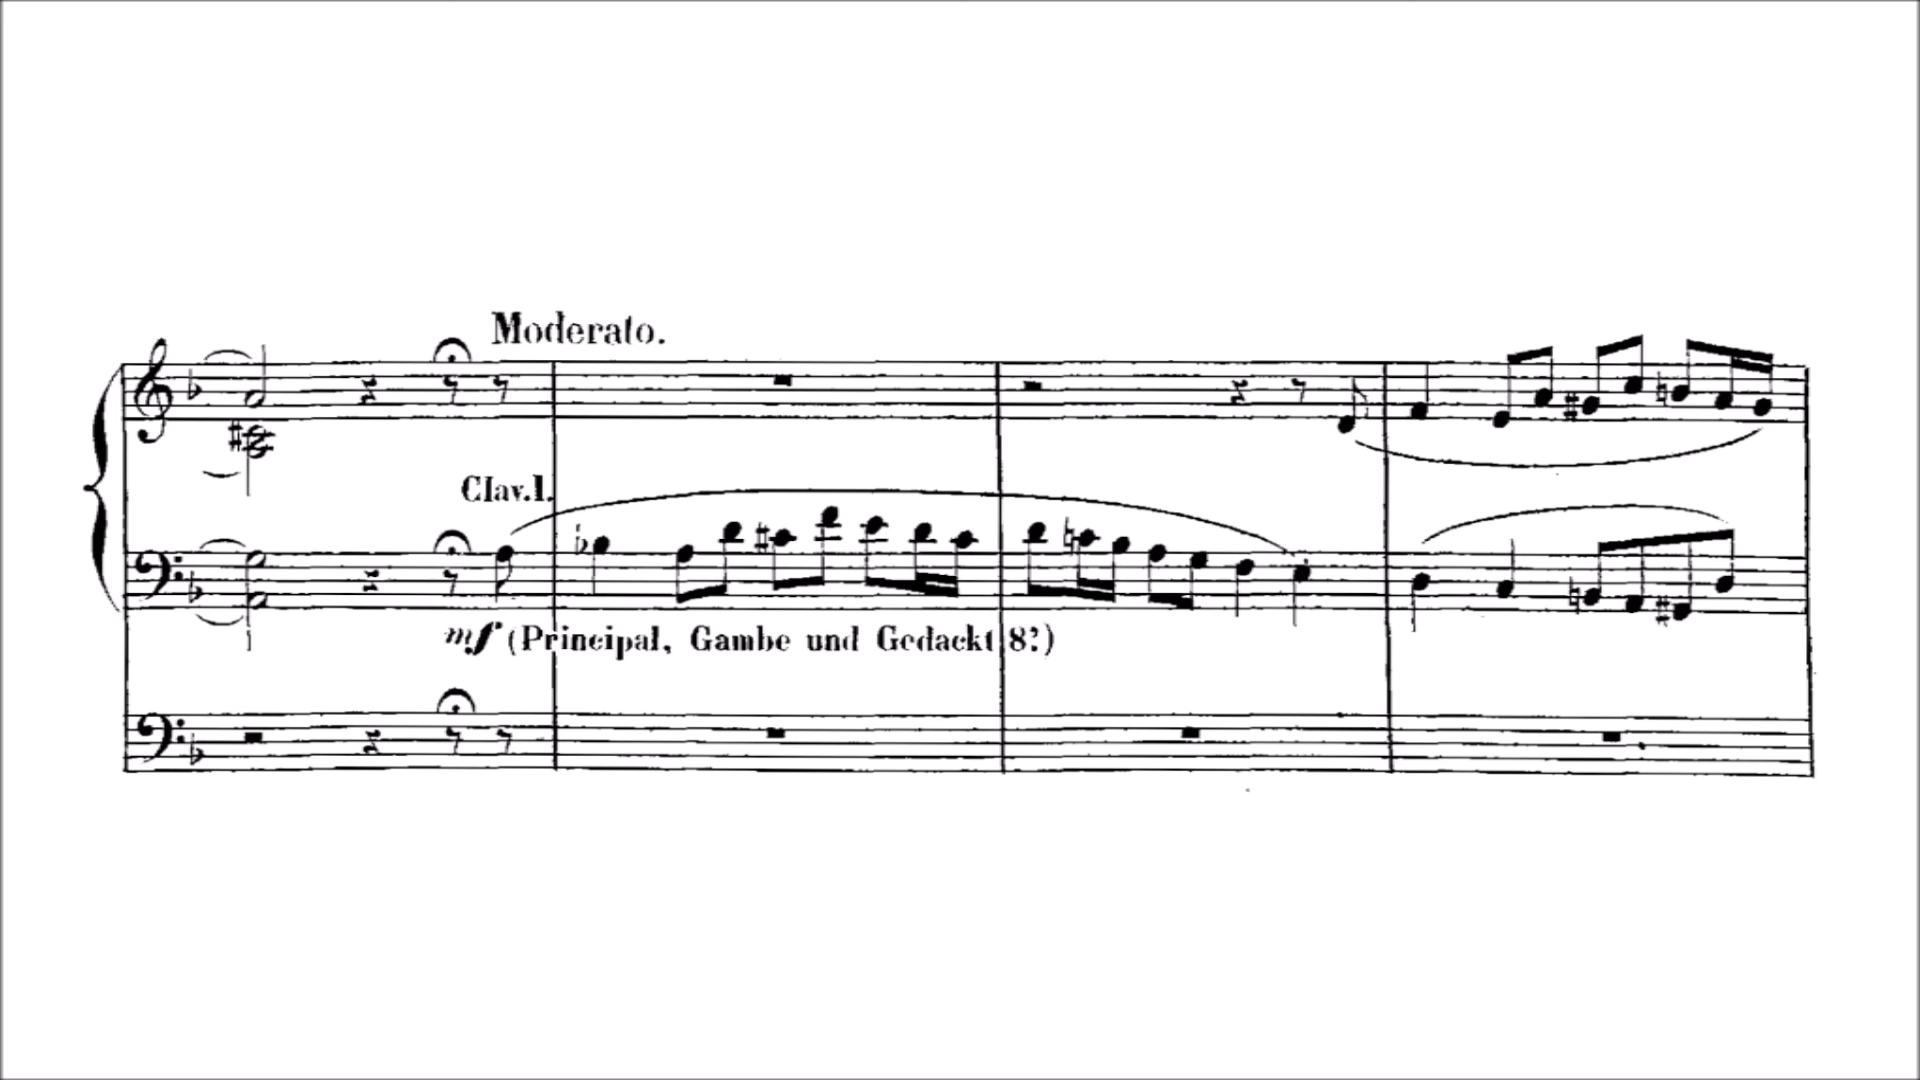 Moderato.
Clav.I.
mf (Principal, Gambe und Gedackt 8')